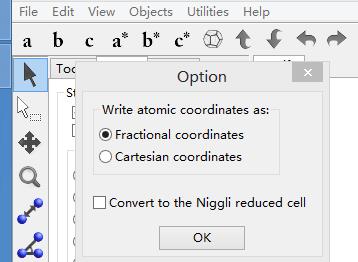 File Edit View Objects Utilities Help
a b c a* b* c*
Too
Option
St
Write atomic coordinates as:
Fractional coordinates
Cartesian coordinates
Convert to the Niggli reduced cell
OK